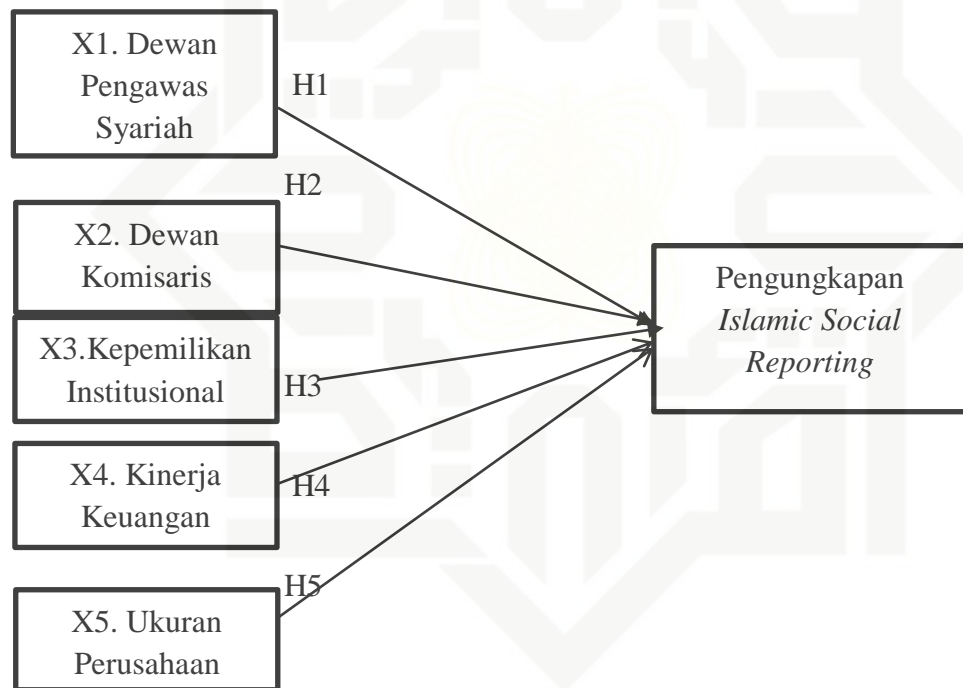 X1. Dewan
Pengawas
Syariah
H1
H2
X2. Dewan
Komisaris
X3.Kepemilikan
Institusional
H3
X4. Kinerja
Keuangan
H4
H5
X5. Ukuran
Perusahaan
Pengungkapan
Islamic Social
Reporting